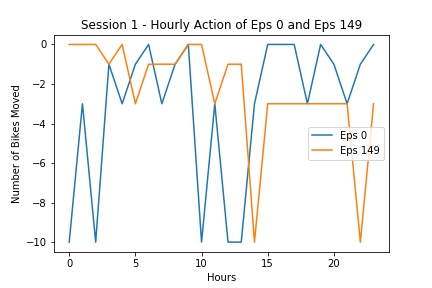 Session 1 - Hourly Action of Eps 0 and Eps 149
0
−2
−4
−6
−8
−10
Number of Bikes Moved
Eps 0
Eps 149
0 5 10 15 20
Hours